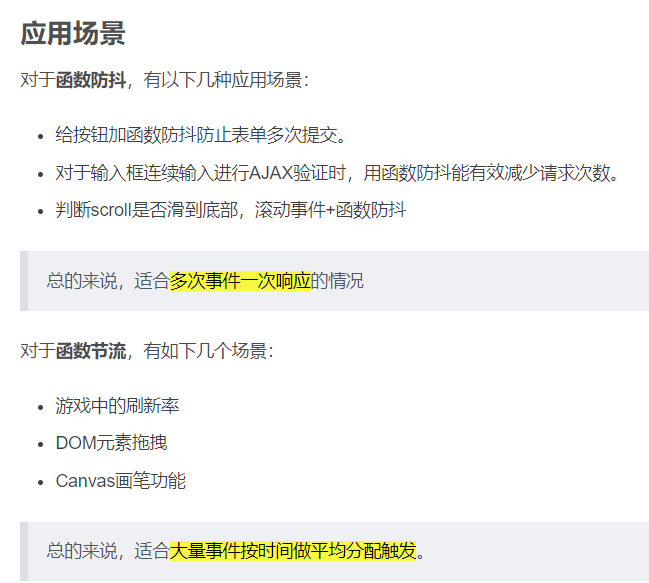 应用场景
对于函数防抖，有以下几种应用场景：
给按钮加函数防抖防止表单多次提交。
对于输入框连续输入进行AJAX验证时，用函数防抖能有效减少请求次数。
判断scroll是否滑到底部，滚动事件+函数防抖
总的来说，适合多次事件一次响应的情况
对于函数节流，有如下几个场景：
游戏中的刷新率
DOM元素拖拽
Canvas画笔功能
总的来说，适合大量事件按时间做平均分配触发。